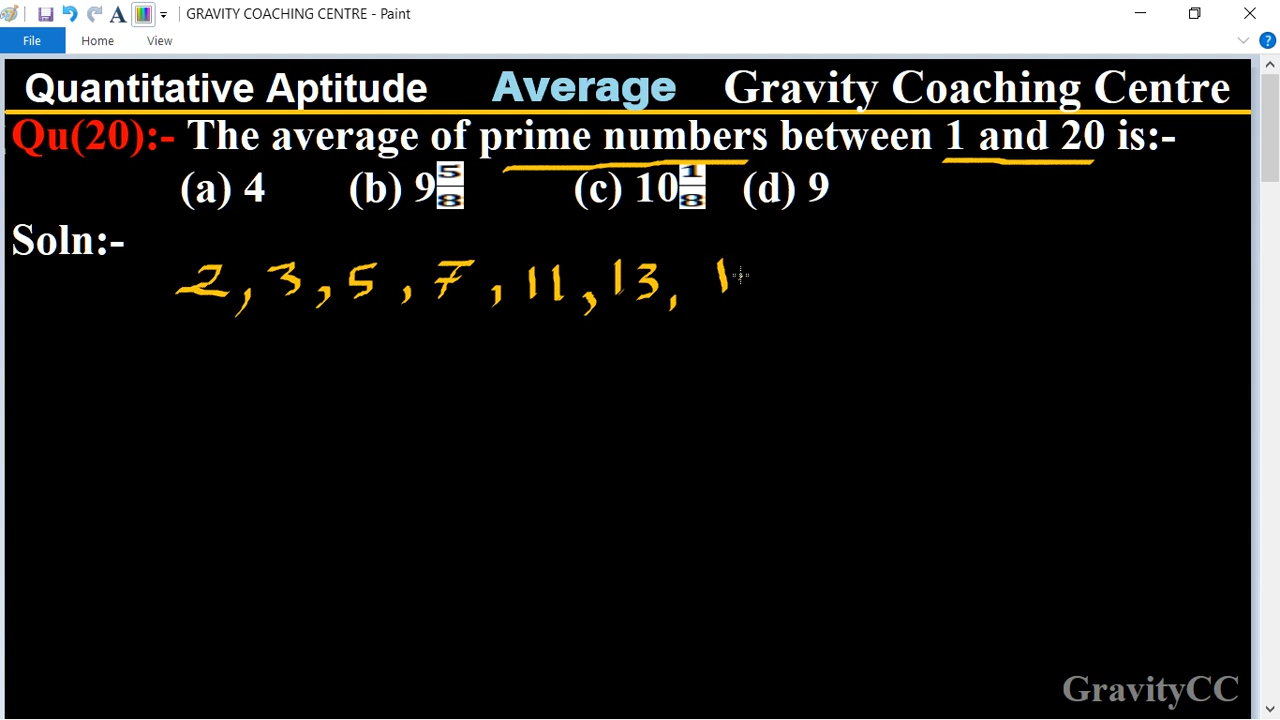 GRAVITY COACHING CENTRE - Paint
File Home View
Quantitative Aptitude Average Gravity Coaching Centre
Qu(20):- The average of prime numbers between 1 and 20 is:-
(a) 4 (b) 9 5/8 (c) 10 1/8 (d) 9
Soln:-
2, 3, 5, 7, 11, 13, 1
GravityCC